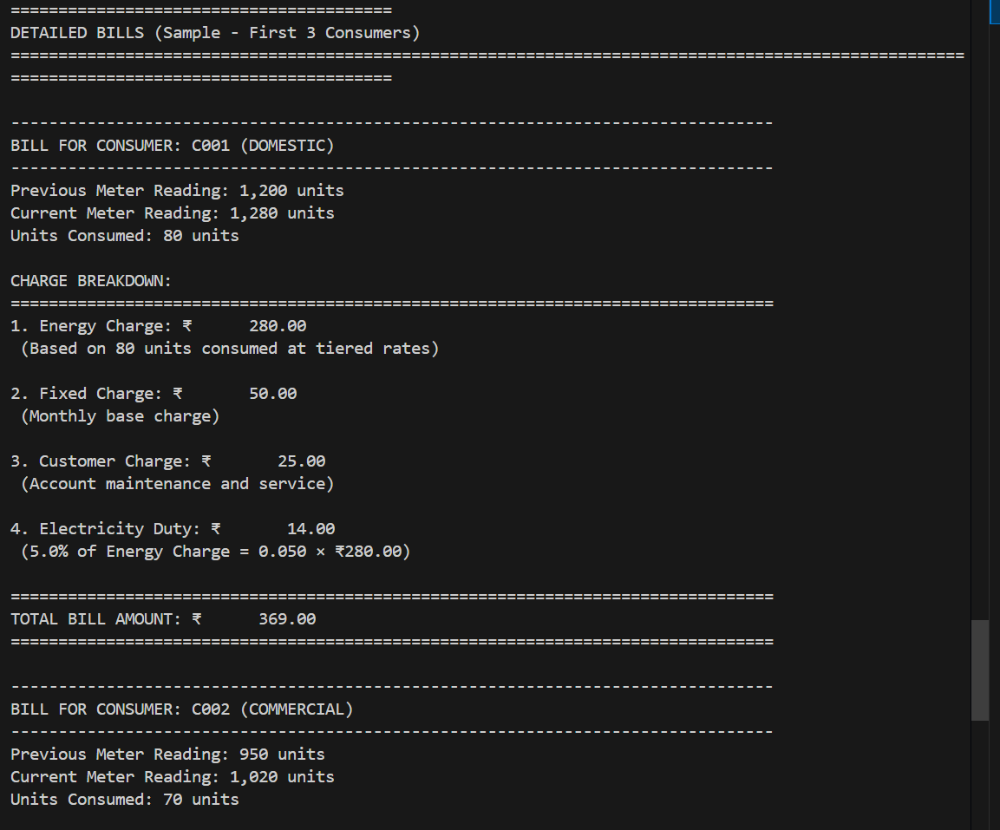 ========================================
DETAILED BILLS (Sample - First 3 Consumers)
====================================================================================================
========================================
--------------------------------------------------------------------------------
BILL FOR CONSUMER: C001 (DOMESTIC)
--------------------------------------------------------------------------------
Previous Meter Reading: 1,200 units
Current Meter Reading: 1,280 units
Units Consumed: 80 units
CHARGE BREAKDOWN:
================================================================================
1. Energy Charge: ₹      280.00
 (Based on 80 units consumed at tiered rates)
2. Fixed Charge: ₹       50.00
 (Monthly base charge)
3. Customer Charge: ₹       25.00
 (Account maintenance and service)
4. Electricity Duty: ₹       14.00
 (5.0% of Energy Charge = 0.050 × ₹280.00)
================================================================================
TOTAL BILL AMOUNT: ₹      369.00
================================================================================
--------------------------------------------------------------------------------
BILL FOR CONSUMER: C002 (COMMERCIAL)
--------------------------------------------------------------------------------
Previous Meter Reading: 950 units
Current Meter Reading: 1,020 units
Units Consumed: 70 units